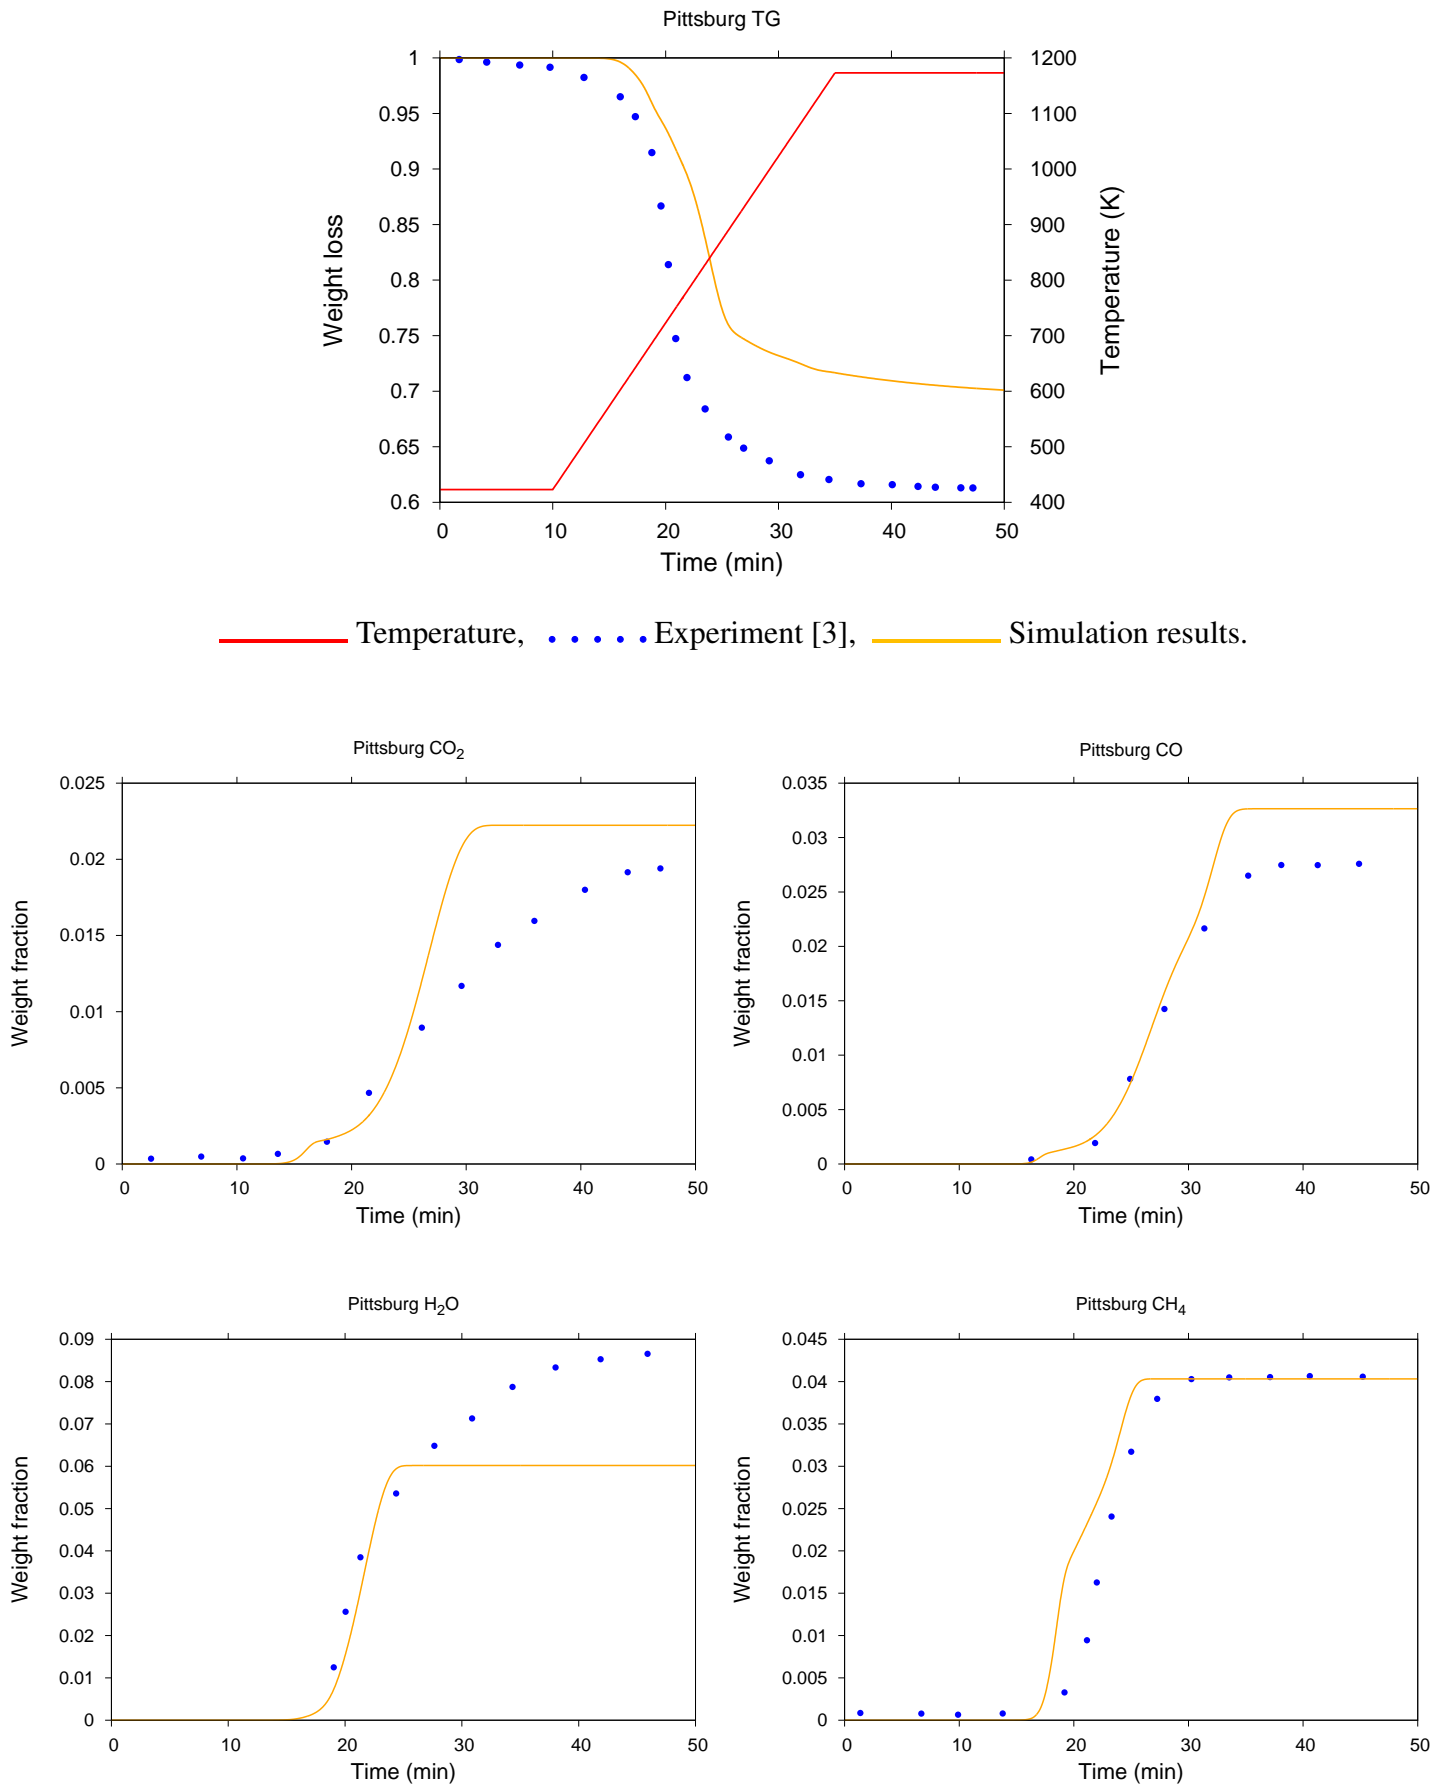 Pittsburg TG
1
0.95
0.9
0.85
0.8
0.75
0.7
0.65
0.6
Weight loss
1200
1100
1000
900
800
700
600
500
400
Temperature (K)
0 10 20 30 40 50
Time (min)
Temperature, Experiment [3], Simulation results.
Pittsburg CO₂
0.025
0.02
0.015
0.01
0.005
0
Weight fraction
0 10 20 30 40 50
Time (min)
Pittsburg CO
0.035
0.03
0.025
0.02
0.015
0.01
0.005
0
Weight fraction
0 10 20 30 40 50
Time (min)
Pittsburg H₂O
0.09
0.08
0.07
0.06
0.05
0.04
0.03
0.02
0.01
0
Weight fraction
0 10 20 30 40 50
Time (min)
Pittsburg CH₄
0.045
0.04
0.035
0.03
0.025
0.02
0.015
0.01
0.005
0
Weight fraction
0 10 20 30 40 50
Time (min)